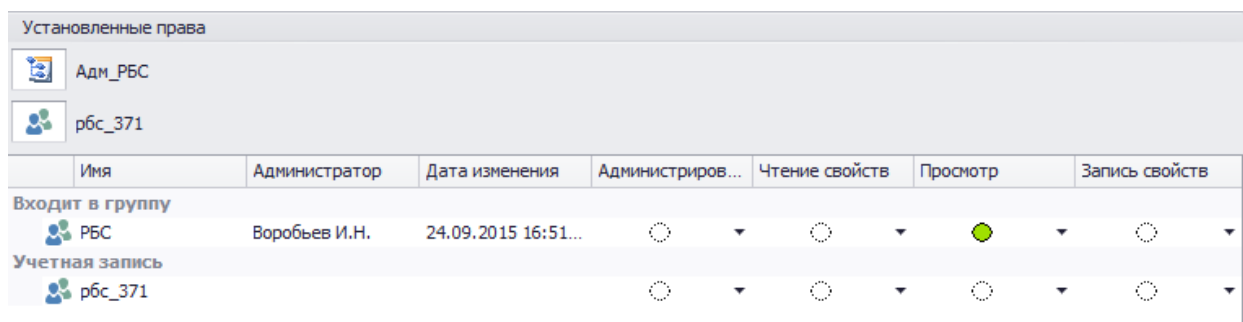 Установленные права
Адм_РБС
рбс_371
Имя Администратор Дата изменения Администриров... Чтение свойств Просмотр Запись свойств
Входит в группу
РБС Воробьев И.Н. 24.09.2015 16:51...
Учетная запись
рбс_371